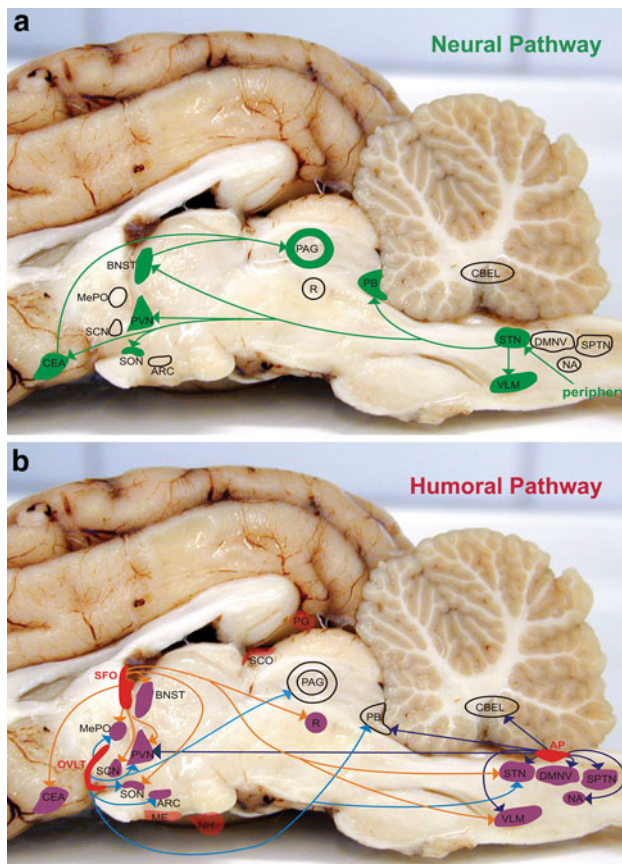 a
Neural Pathway
PAG
BNST
CBEL
R
PB
MePO
SCN
PVN
STN
DMNV
SPTN
CEA
SON
ARC
NA
VLM
periphery
b
Humoral Pathway
PG
SCO
SFO
PAG
BNST
CBEL
MePO
R
PB
PVN
AP
OVLT
SCN
STN
DMNV
SPTN
CEA
SON
ARC
NA
ME
NH
VLM